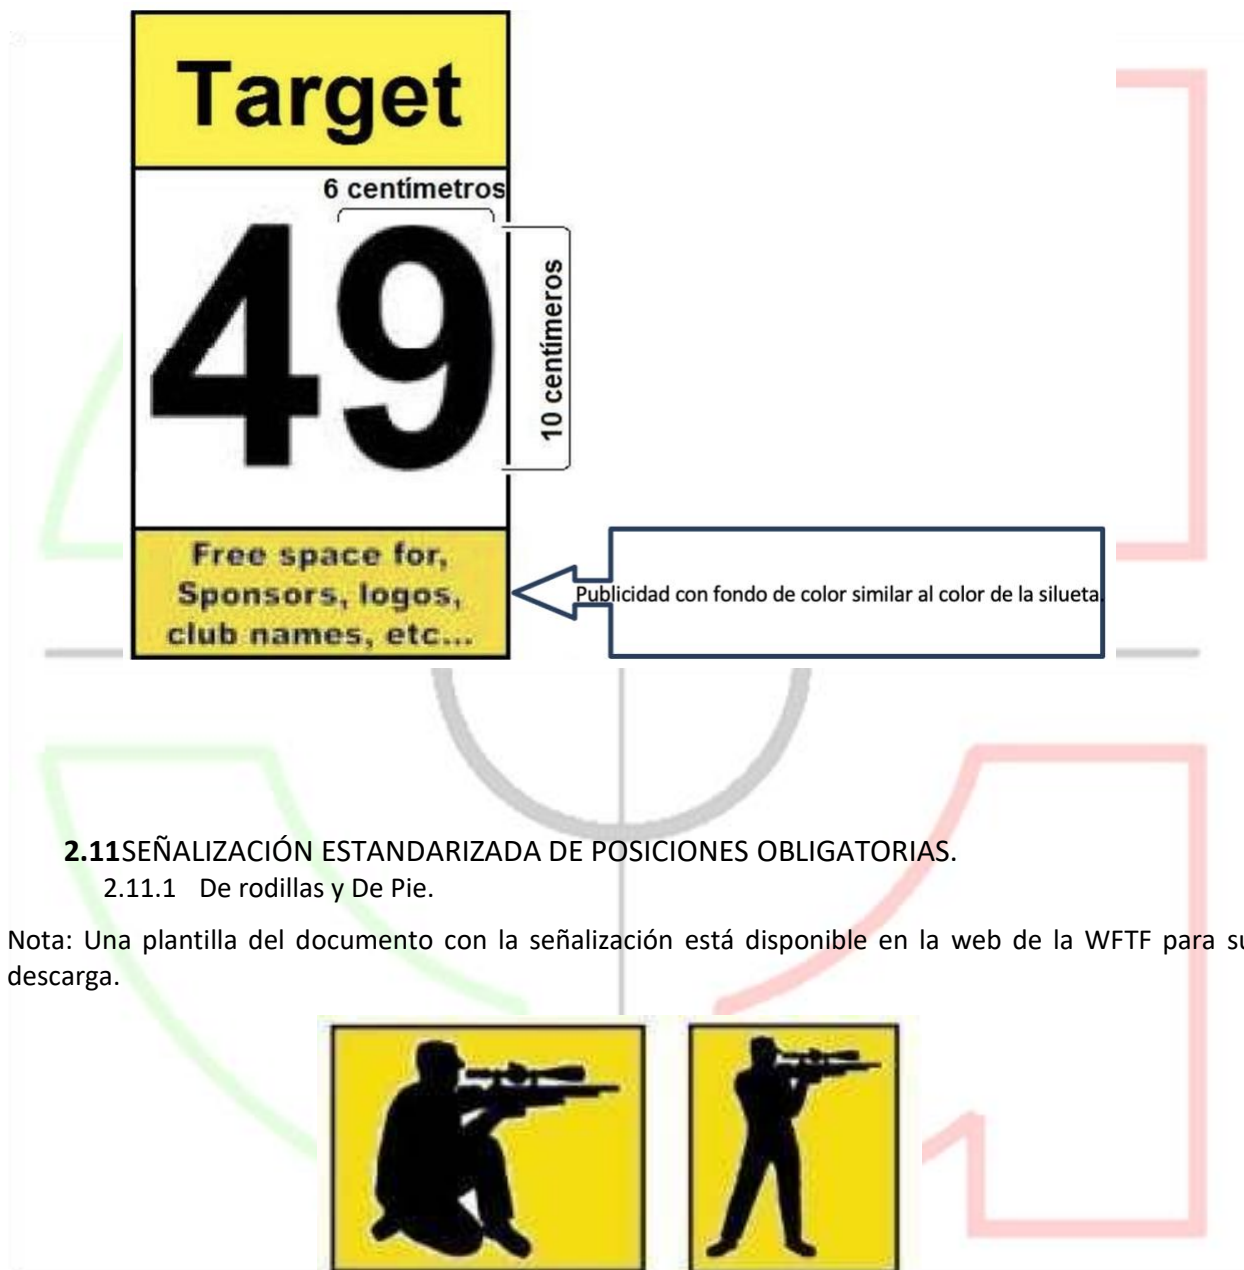 Target
6 centímetros
49
10 centímeros
Free space for,
Sponsors, logos,
club names, etc...
Publicidad con fondo de color similar al color de la silueta.
2.11SEÑALIZACIÓN ESTANDARIZADA DE POSICIONES OBLIGATORIAS.
2.11.1 De rodillas y De Pie.
Nota: Una plantilla del documento con la señalización está disponible en la web de la WFTF para su
descarga.